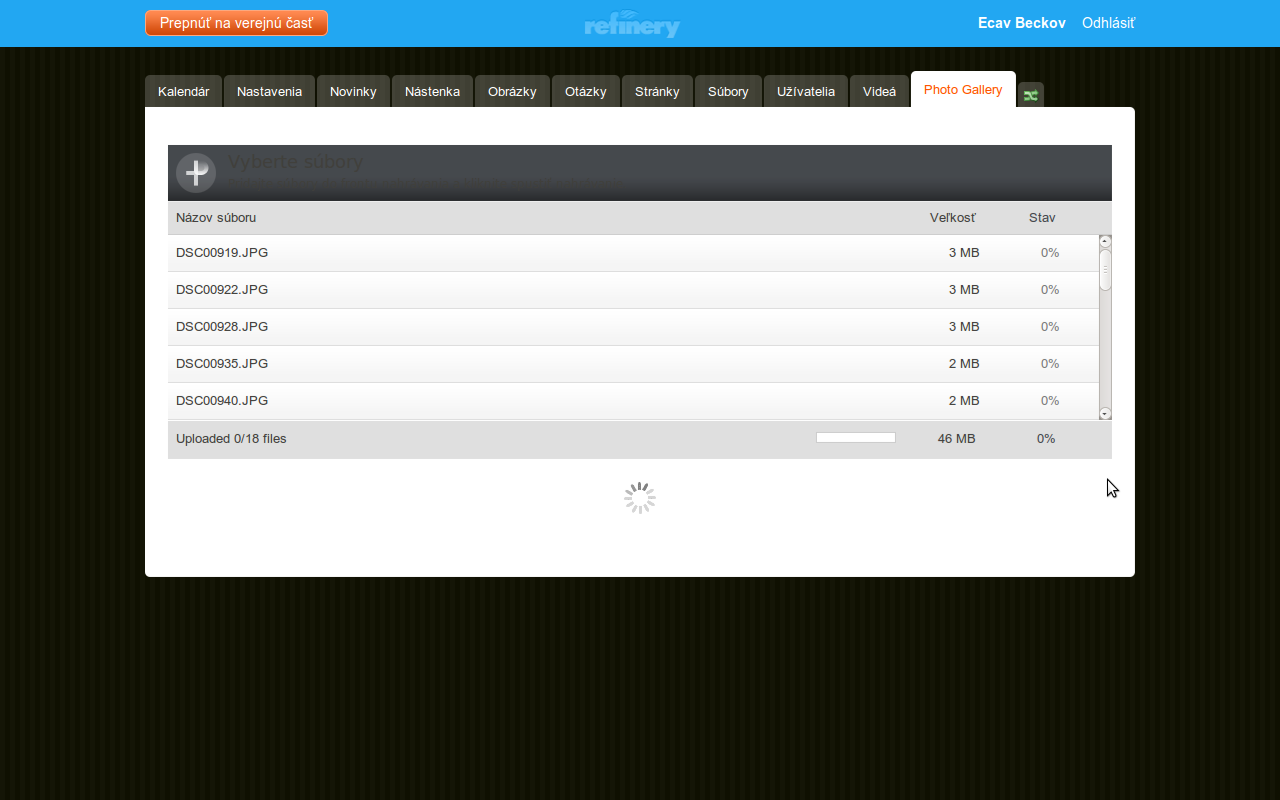 Prepnúť na verejnú časť
refinery
Ecav Beckov Odhlásiť
Kalendár Nastavenia Novinky Nástenka Obrázky Otázky Stránky Súbory Užívatelia Videá Photo Gallery
Vyberte súbory
Názov súboru Veľkosť Stav
DSC00919.JPG 3 MB 0%
DSC00922.JPG 3 MB 0%
DSC00928.JPG 3 MB 0%
DSC00935.JPG 2 MB 0%
DSC00940.JPG 2 MB 0%
Uploaded 0/18 files 46 MB 0%